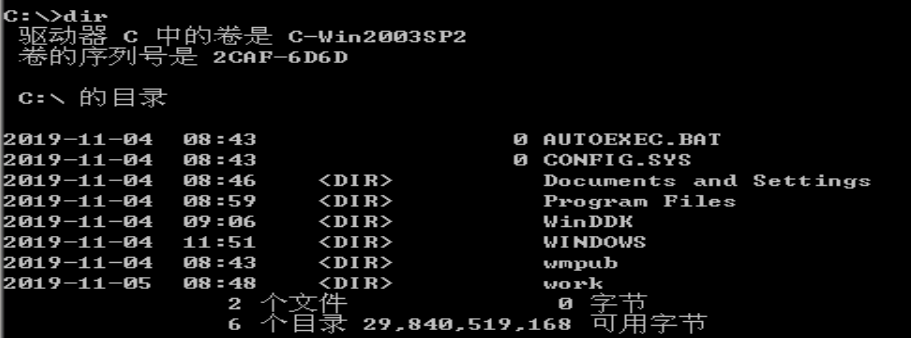 C:\>dir
驱动器 C 中的卷是 C-Win2003SP2
卷的序列号是 2CAF-6D6D
C:\ 的目录
2019-11-04 08:43 0 AUTOEXEC.BAT
2019-11-04 08:43 0 CONFIG.SYS
2019-11-04 08:46 <DIR> Documents and Settings
2019-11-04 08:59 <DIR> Program Files
2019-11-04 09:06 <DIR> WinDDK
2019-11-04 11:51 <DIR> WINDOWS
2019-11-04 08:43 <DIR> wmpub
2019-11-05 08:48 <DIR> work
2 个文件 0 字节
6 个目录 29,840,519,168 可用字节